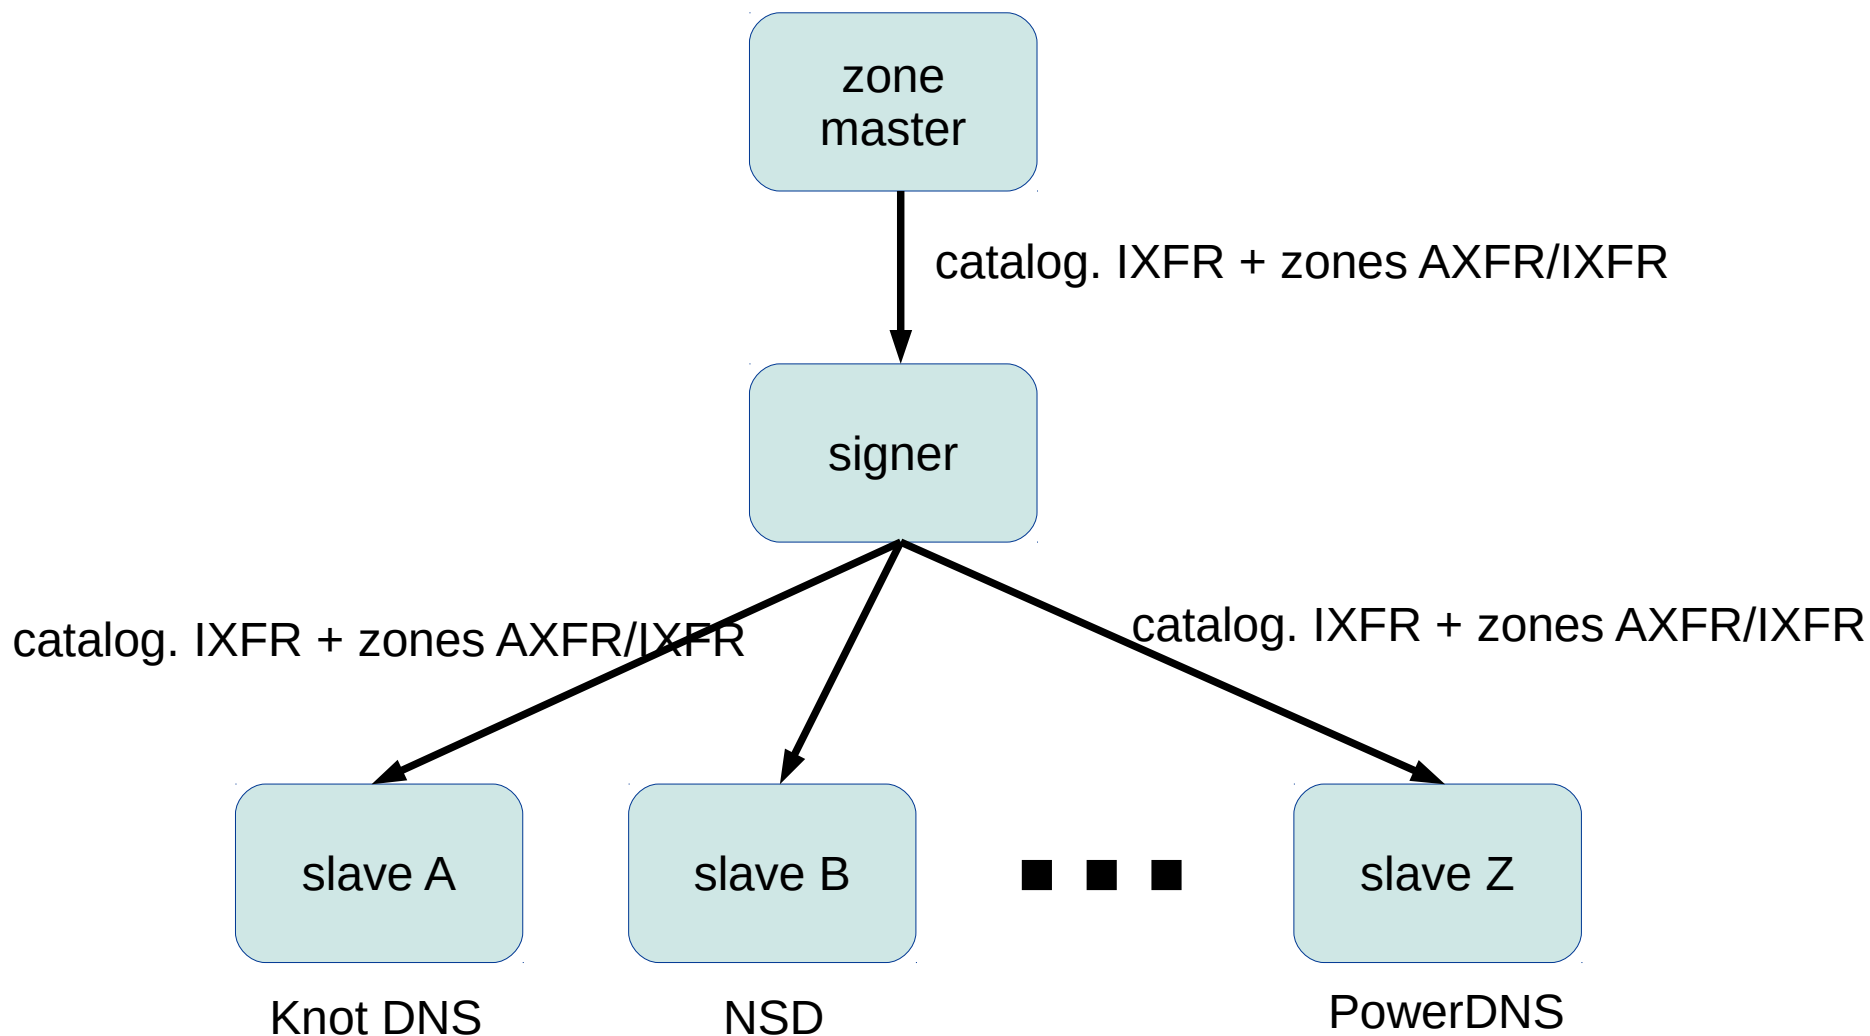 zone
master
catalog. IXFR + zones AXFR/IXFR
signer
catalog. IXFR + zones AXFR/IXFR
catalog. IXFR + zones AXFR/IXFR
slave A
slave B
slave Z
Knot DNS
NSD
PowerDNS